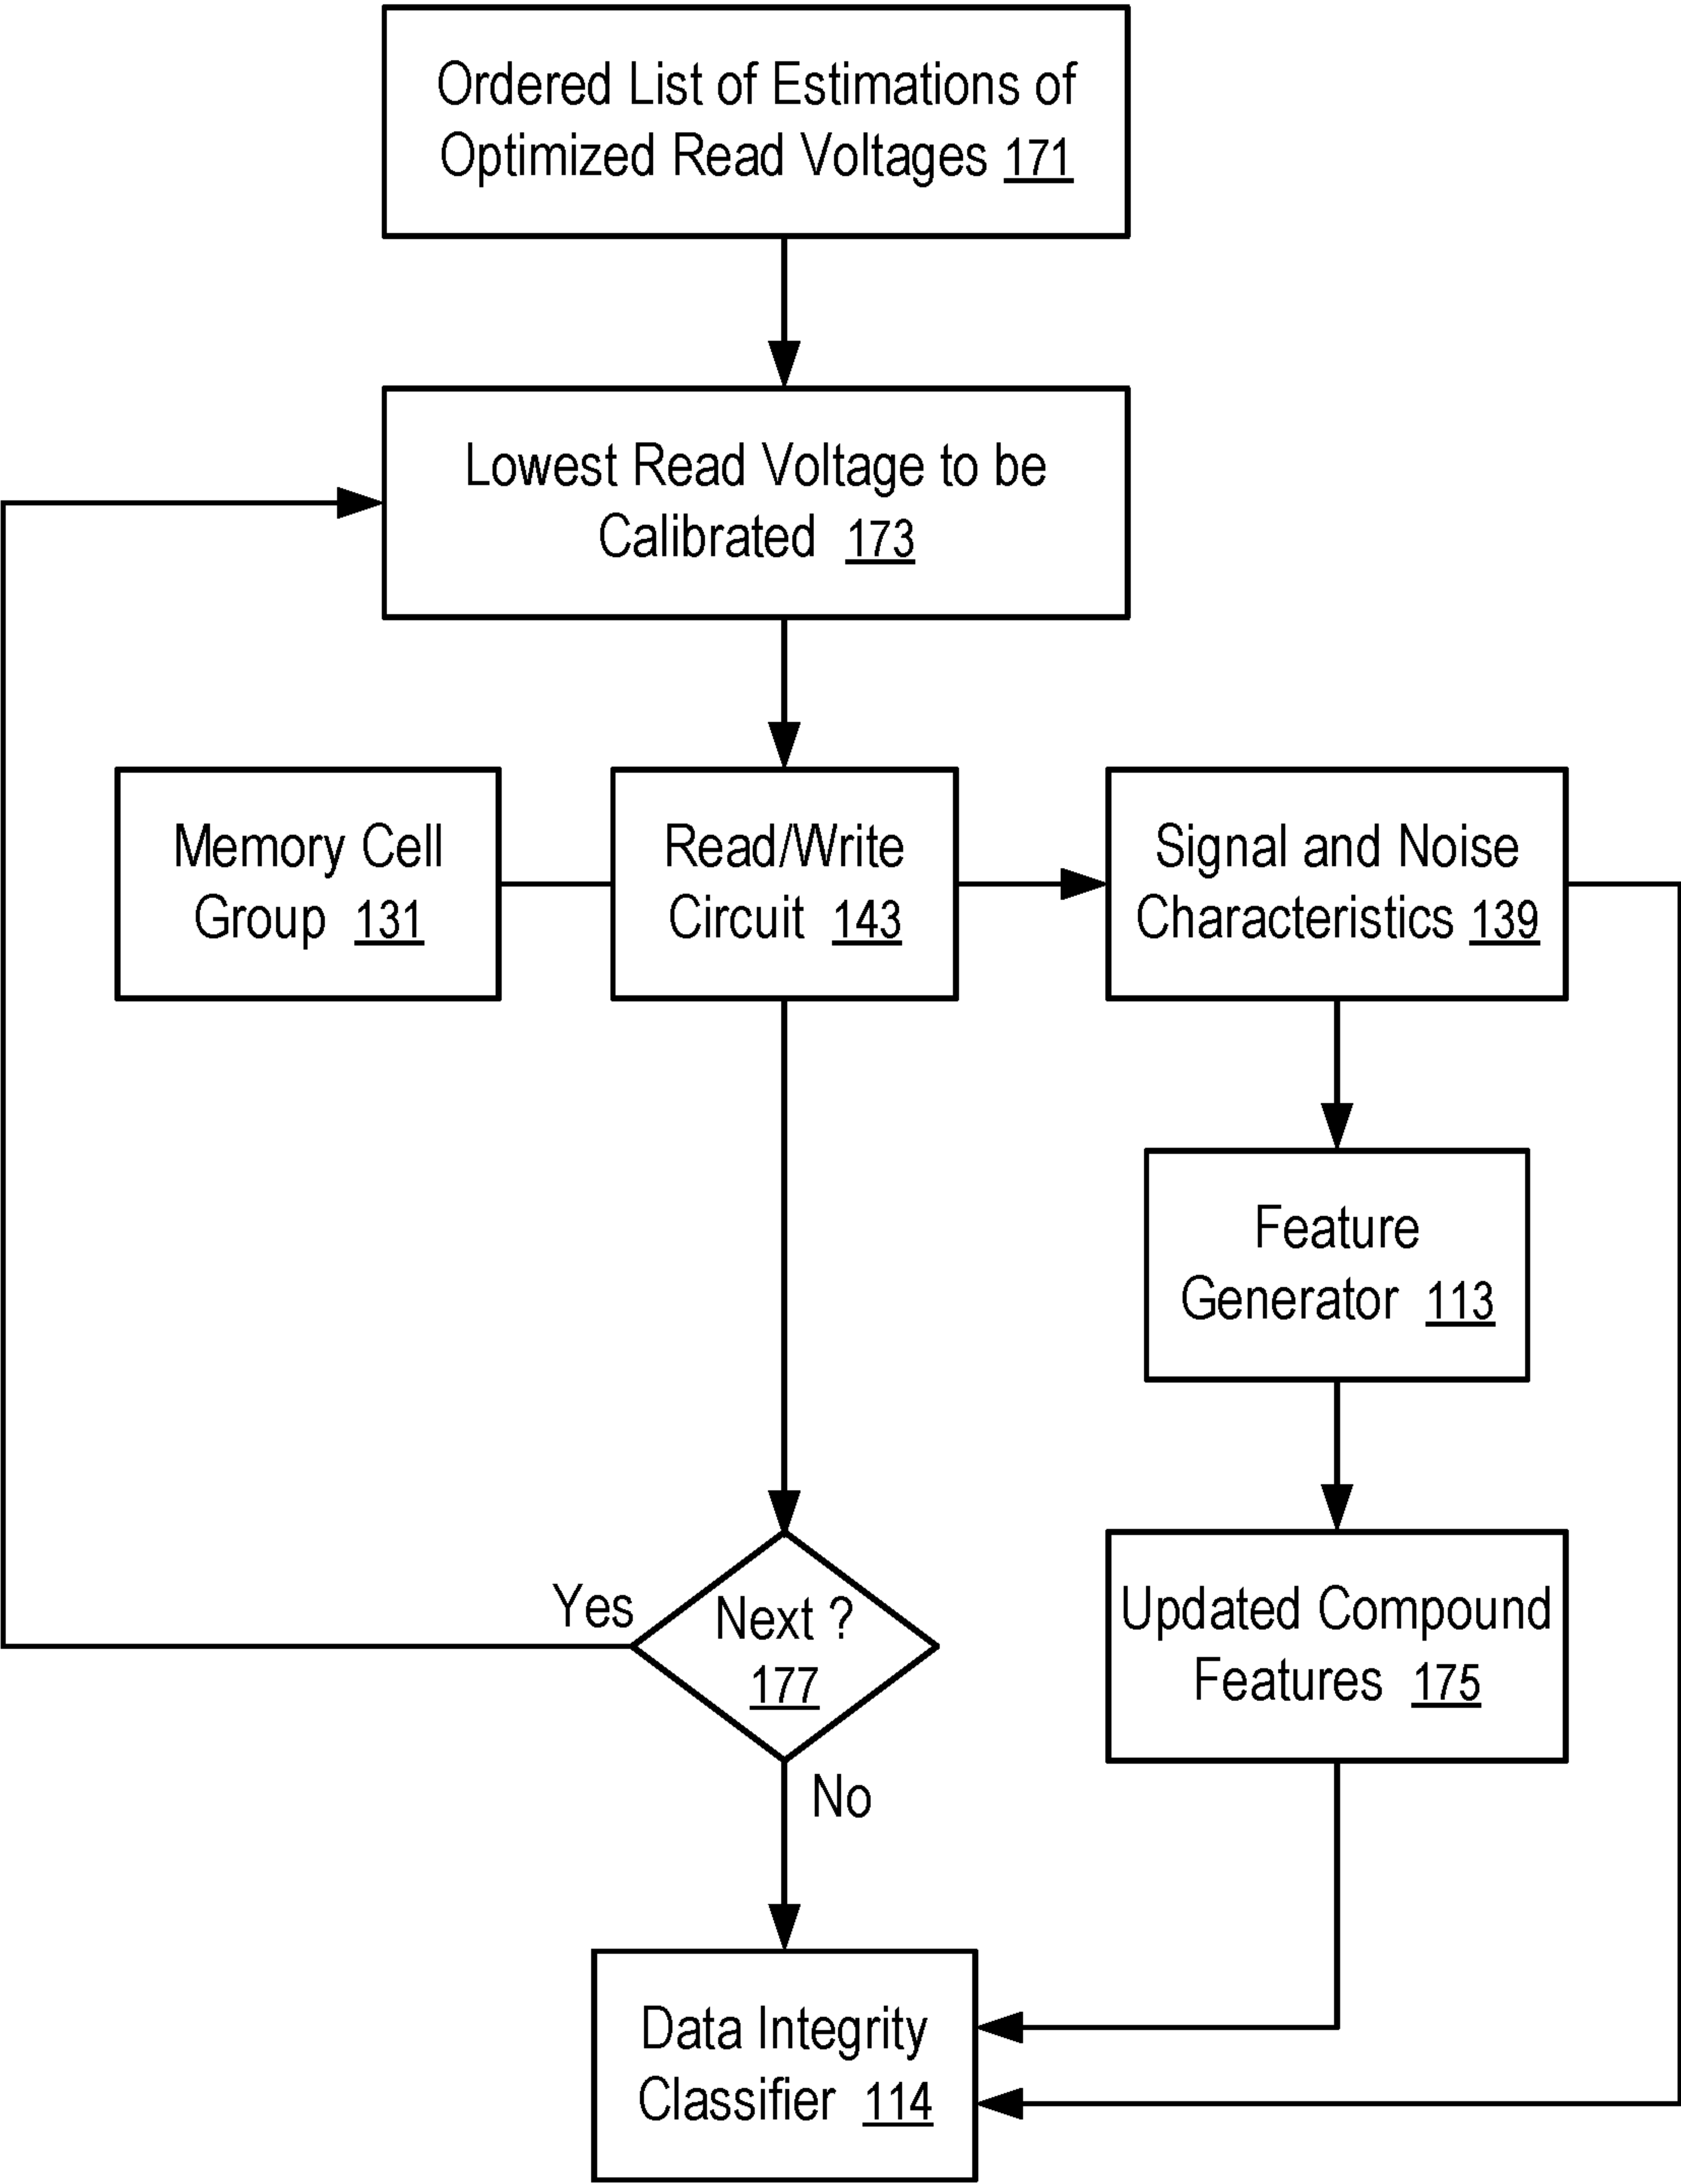 Ordered List of Estimations of
Optimized Read Voltages 171
Lowest Read Voltage to be
Calibrated 173
Memory Cell
Group 131
Read/Write
Circuit 143
Signal and Noise
Characteristics 139
Feature
Generator 113
Yes
Next ?
177
Updated Compound
Features 175
No
Data Integrity
Classifier 114